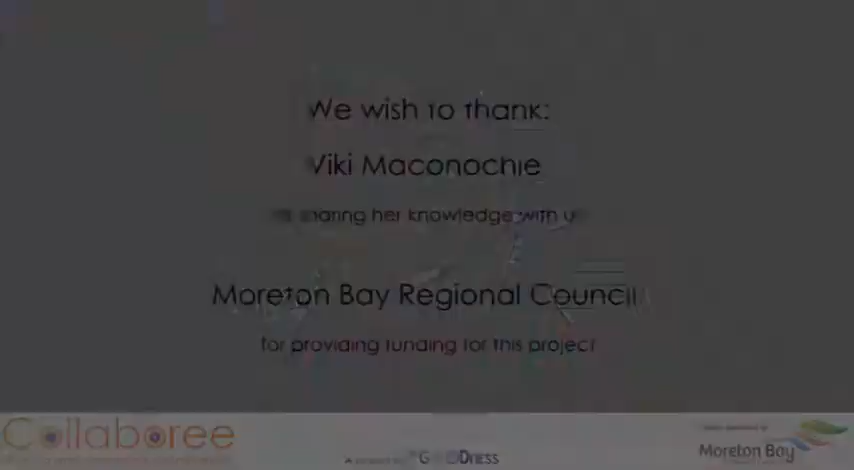 We wish to thank:
Viki Maconochie
sharing her knowledge with us
Moreton Bay Regional Council
for providing funding for this project
Collaboree
Moreton Bay